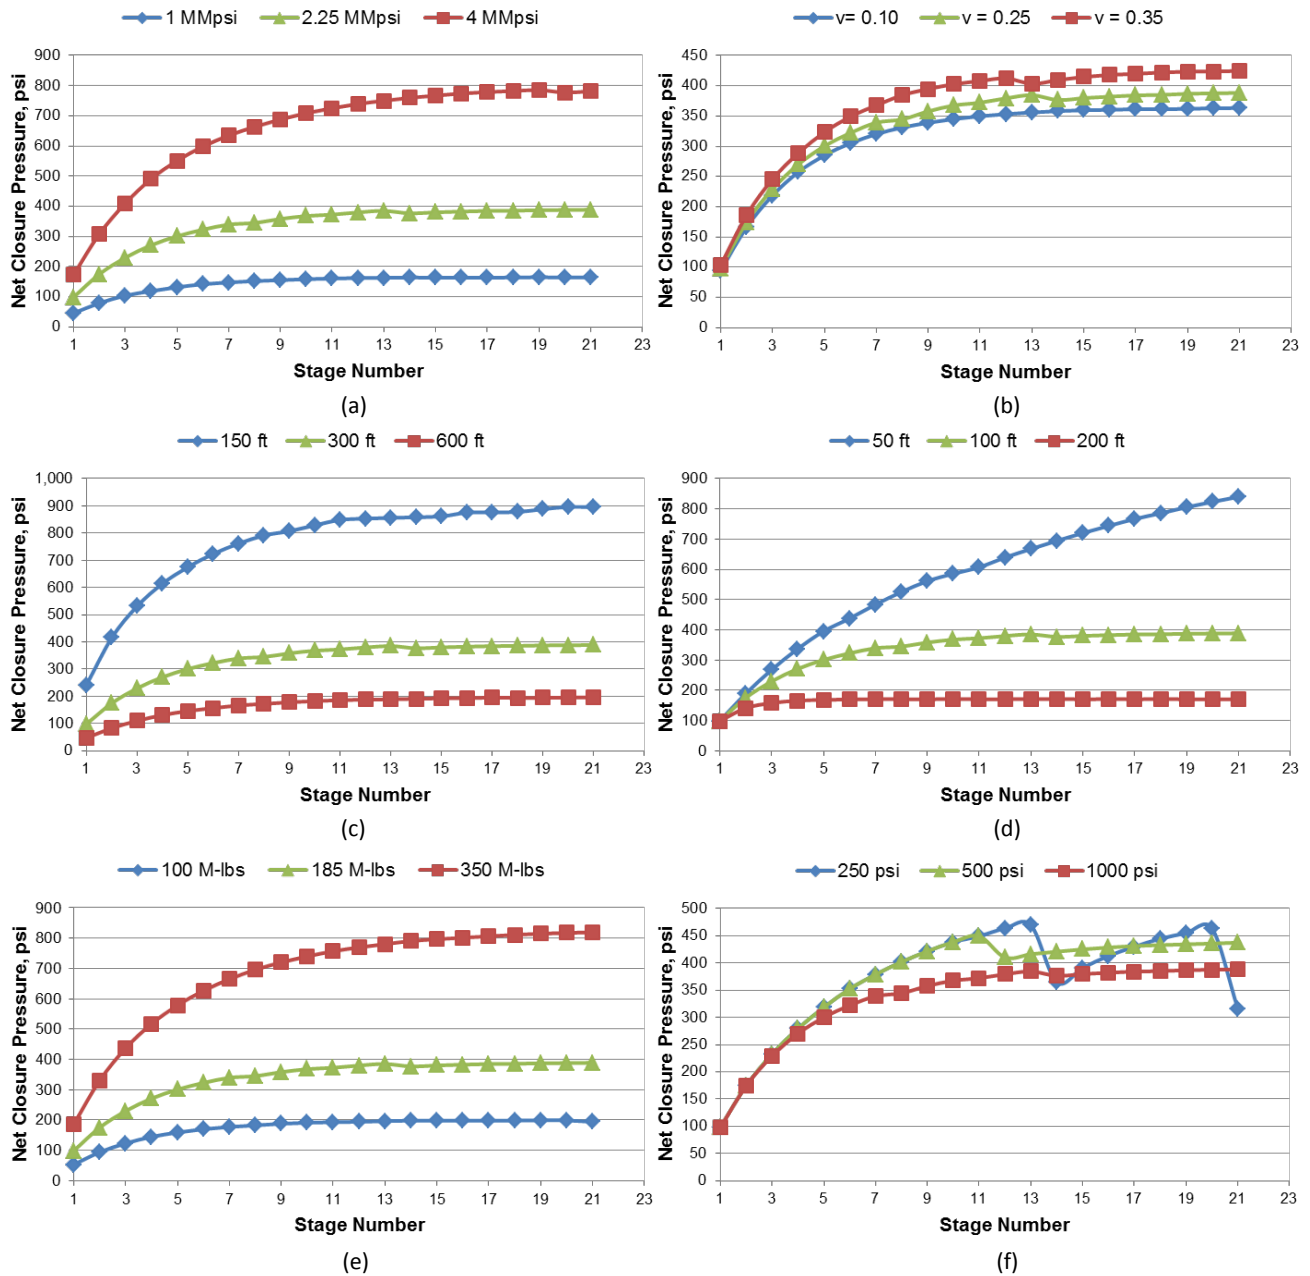 1 MMpsi 2.25 MMpsi 4 MMpsi
Net Closure Pressure, psi
900
800
700
600
500
400
300
200
100
0
1 3 5 7 9 11 13 15 17 19 21 23
Stage Number
(a)
v= 0.10 v = 0.25 v = 0.35
Net Closure Pressure, psi
450
400
350
300
250
200
150
100
50
0
1 3 5 7 9 11 13 15 17 19 21 23
Stage Number
(b)
150 ft 300 ft 600 ft
Net Closure Pressure, psi
1,000
900
800
700
600
500
400
300
200
100
0
1 3 5 7 9 11 13 15 17 19 21 23
Stage Number
(c)
50 ft 100 ft 200 ft
Net Closure Pressure, psi
900
800
700
600
500
400
300
200
100
0
1 3 5 7 9 11 13 15 17 19 21 23
Stage Number
(d)
100 M-lbs 185 M-lbs 350 M-lbs
Net Closure Pressure, psi
900
800
700
600
500
400
300
200
100
0
1 3 5 7 9 11 13 15 17 19 21 23
Stage Number
(e)
250 psi 500 psi 1000 psi
Net Closure Pressure, psi
500
450
400
350
300
250
200
150
100
50
0
1 3 5 7 9 11 13 15 17 19 21 23
Stage Number
(f)